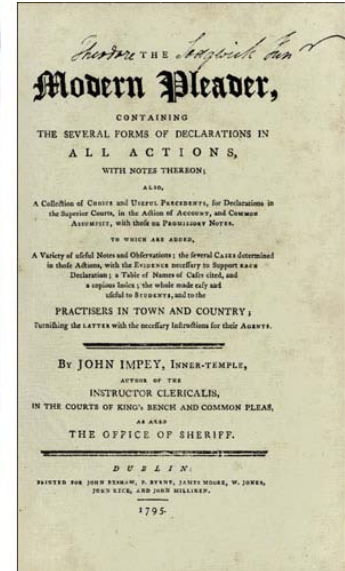 Theodore Sedgwick Junr
THE
Modern Pleader,
CONTAINING
THE SEVERAL FORMS OF DECLARATIONS IN
ALL ACTIONS,
WITH NOTES THEREON;
ALSO,
A Collection of CHOICE and USEFUL PRECEDENTS, for Declarations in
the Superior Courts, in the Action of ACCOUNT, and COMMON
ASSUMPSIT, with those on PROMISSORY NOTES.
TO WHICH ARE ADDED,
A Variety of useful Notes and Observations; the several CASES determined
in those Actions, with the EVIDENCE necessary to support EACH
Declaration; a Table of Names of Cases cited, and
a copious Index; the whole made easy and
useful to STUDENTS, and to the
PRACTISERS IN TOWN AND COUNTRY;
Furnishing the LATTER with the necessary Instructions for their AGENTS.
BY JOHN IMPEY, INNER-TEMPLE,
AUTHOR OF THE
INSTRUCTOR CLERICALIS,
IN THE COURTS OF KING'S BENCH AND COMMON PLEAS,
AS ALSO
THE OFFICE OF SHERIFF.
DUBLIN:
PRINTED FOR JOHN EXSHAW, P. BYRNE, JAMES MOORE, W. JONES,
JOHN RICE, AND JOHN MILLIKEN.
1795.